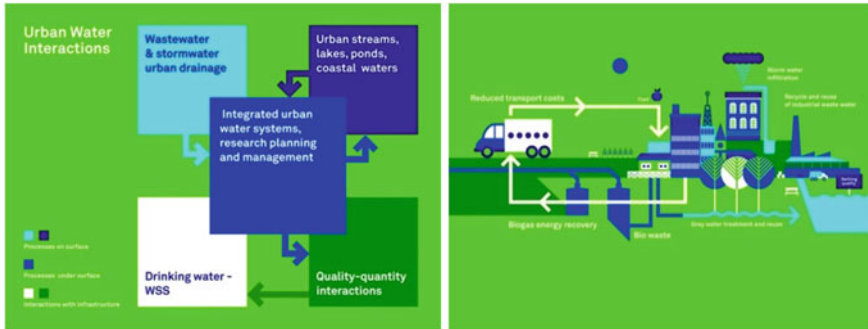 Urban Water
Interactions
Wastewater
& stormwater
urban drainage
Urban streams,
lakes, ponds,
coastal waters
Integrated urban
water systems,
research planning
and management
Drinking water -
WSS
Quality-quantity
interactions
Processes on surface
Processes under surface
Interactions with infrastructure
Reduced transport costs
Food
Storm water
infiltration
Recycle and reuse
of industrial waste water
Biogas energy recovery
Bio waste
Grey water treatment and reuse